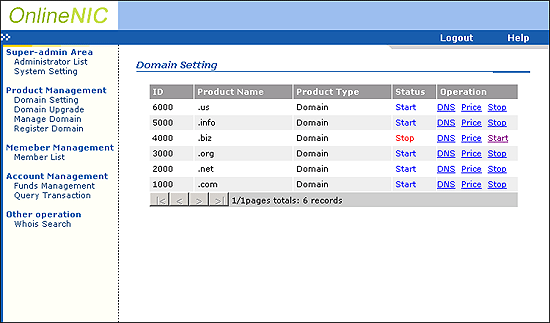 OnlineNIC
Logout Help
Super-admin Area
Administrator List
System Setting
Product Management
Domain Setting
Domain Upgrade
Manage Domain
Register Domain
Memeber Management
Member List
Account Management
Funds Management
Query Transaction
Other operation
Whois Search
Domain Setting
ID Product Name Product Type Status Operation
6000 .us Domain Start DNS Price Stop
5000 .info Domain Start DNS Price Stop
4000 .biz Domain Stop DNS Price Start
3000 .org Domain Start DNS Price Stop
2000 .net Domain Start DNS Price Stop
1000 .com Domain Start DNS Price Stop
|< < > >| 1/1pages totals: 6 records